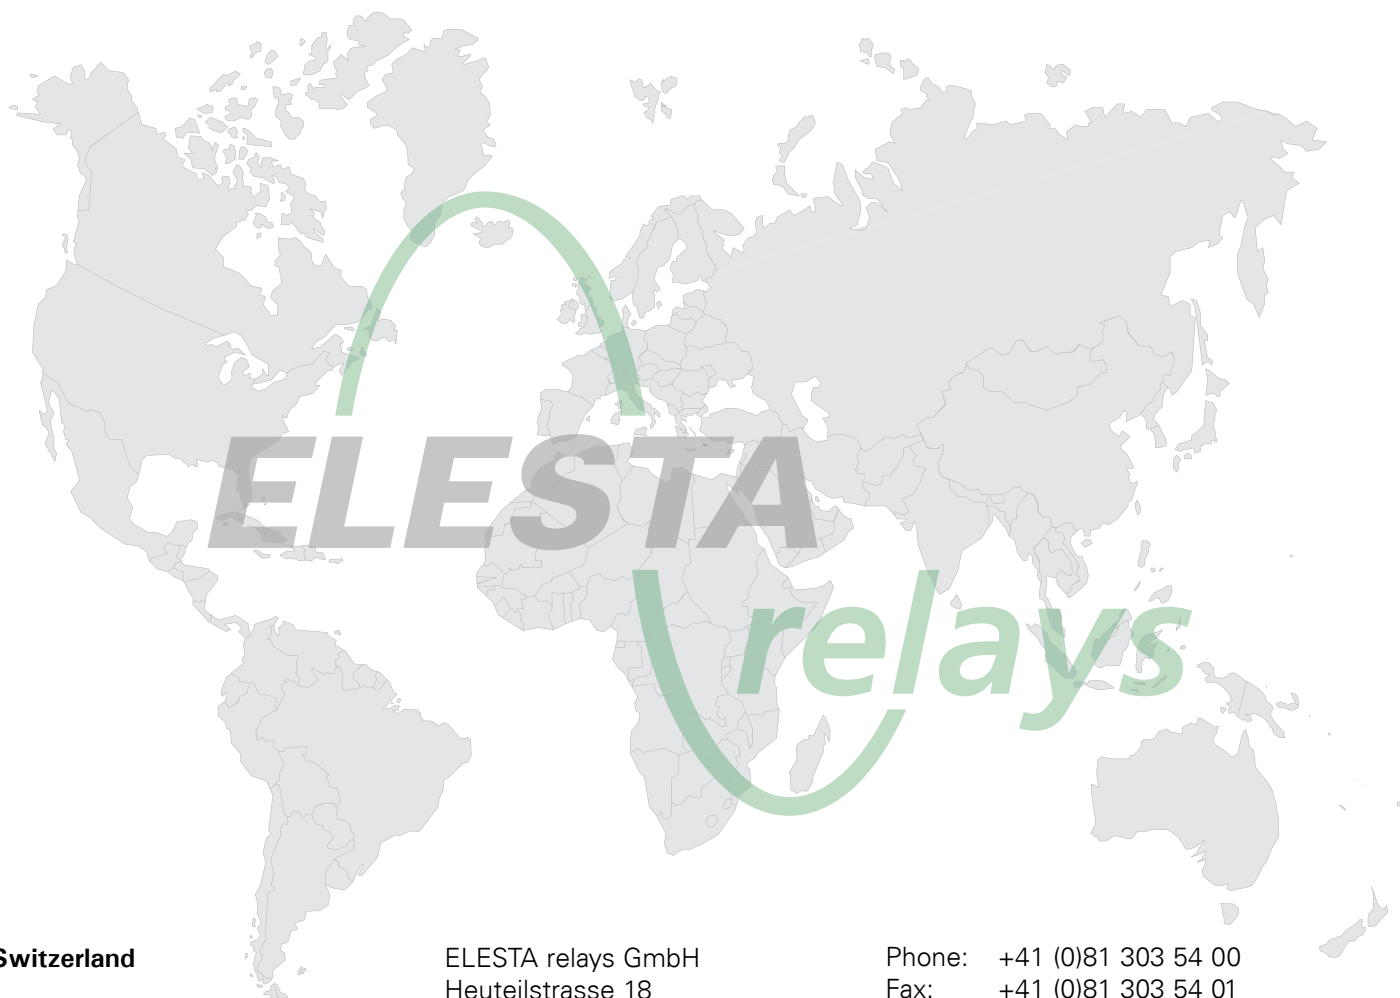 ELESTA
relays
Switzerland ELESTA relays GmbH Phone: +41 (0)81 303 54 00
Heuteilstrasse 18 Fax: +41 (0)81 303 54 01